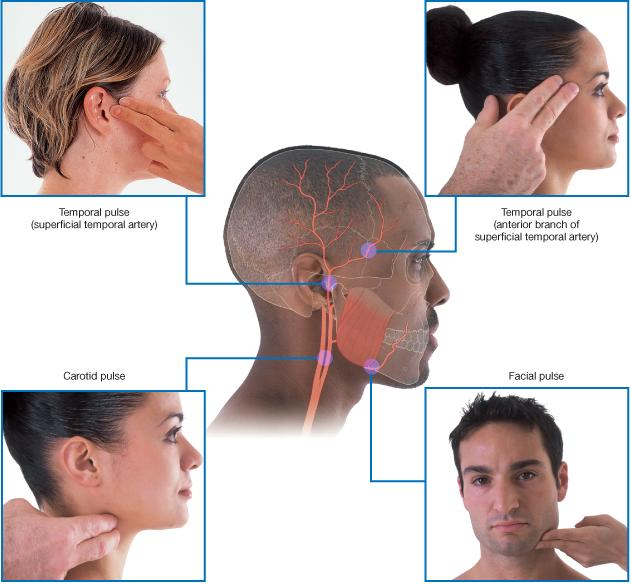 Temporal pulse
(superficial temporal artery)
Temporal pulse
(anterior branch of
superficial temporal artery)
Carotid pulse
Facial pulse